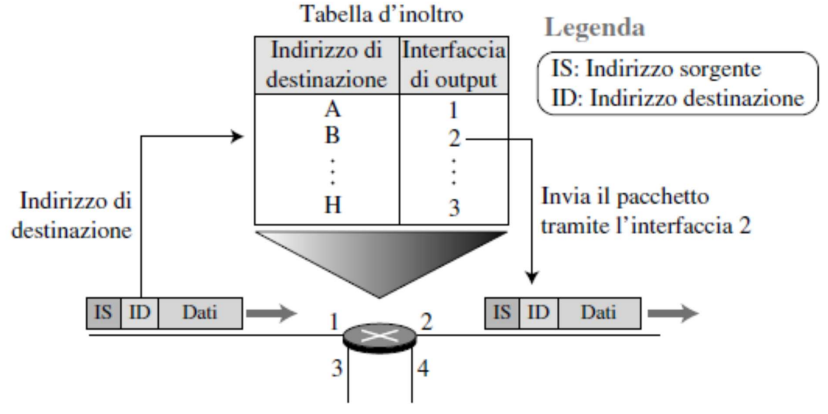 Tabella d'inoltro
Legenda
Indirizzo di
destinazione
Interfaccia
di output
IS: Indirizzo sorgente
ID: Indirizzo destinazione
A 1
B 2
⋮ ⋮
H 3
Indirizzo di
destinazione
Invia il pacchetto
tramite l'interfaccia 2
IS ID Dati
IS ID Dati
1 2
3 4